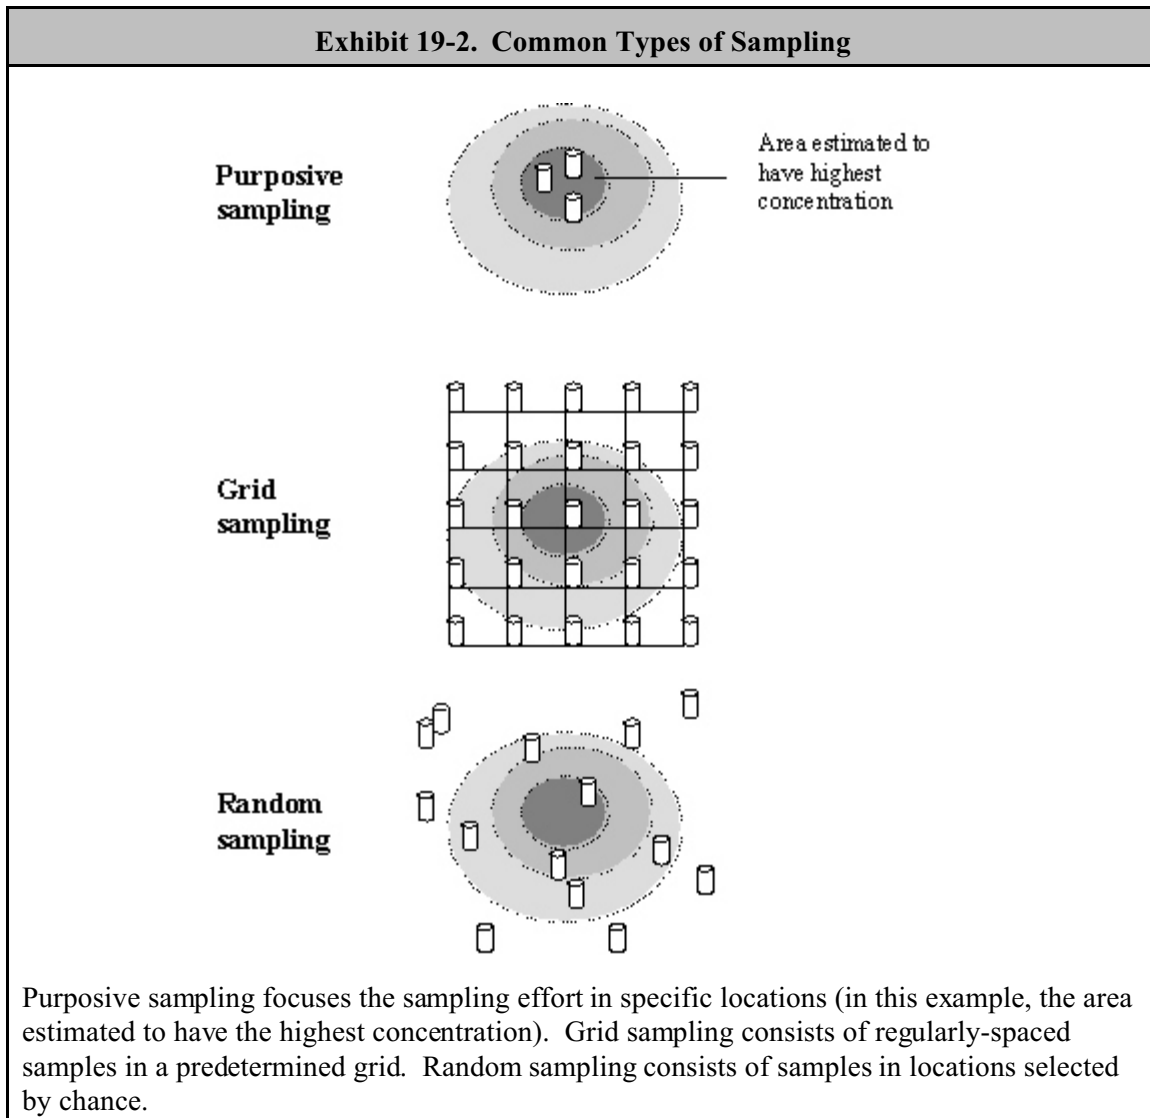 Exhibit 19-2. Common Types of Sampling
Purposive
sampling
Area estimated to
have highest
concentration
Grid
sampling
Random
sampling
Purposive sampling focuses the sampling effort in specific locations (in this example, the area
estimated to have the highest concentration). Grid sampling consists of regularly-spaced
samples in a predetermined grid. Random sampling consists of samples in locations selected
by chance.